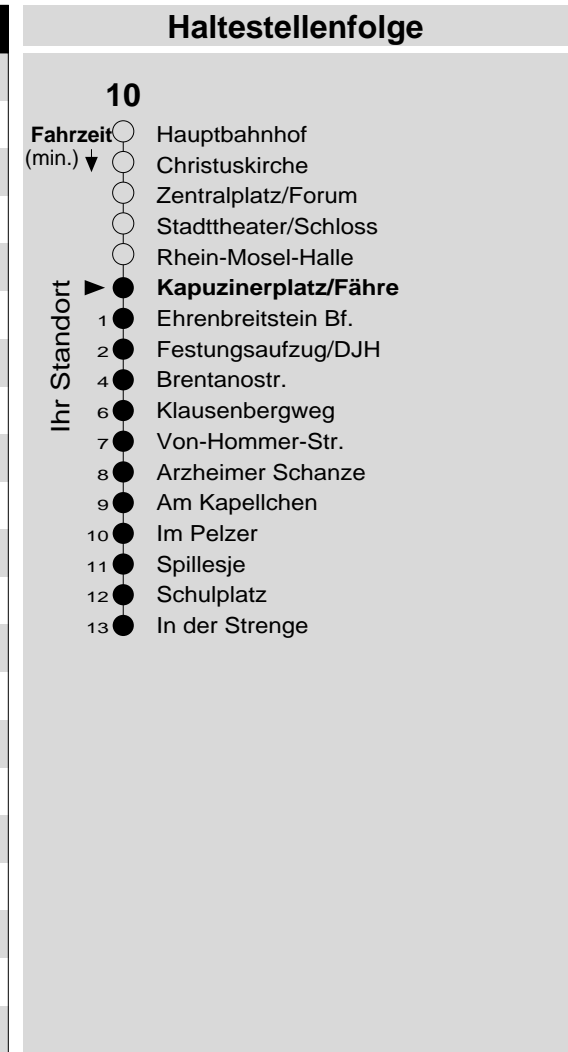 Haltestellenfolge
10
Fahrzeit
(min.)
Hauptbahnhof
Christuskirche
Zentralplatz/Forum
Stadttheater/Schloss
Rhein-Mosel-Halle
Ihr Standort
Kapuzinerplatz/Fähre
1 Ehrenbreitstein Bf.
2 Festungsaufzug/DJH
4 Brentanostr.
6 Klausenbergweg
7 Von-Hommer-Str.
8 Arzheimer Schanze
9 Am Kapellchen
10 Im Pelzer
11 Spillesje
12 Schulplatz
13 In der Strenge